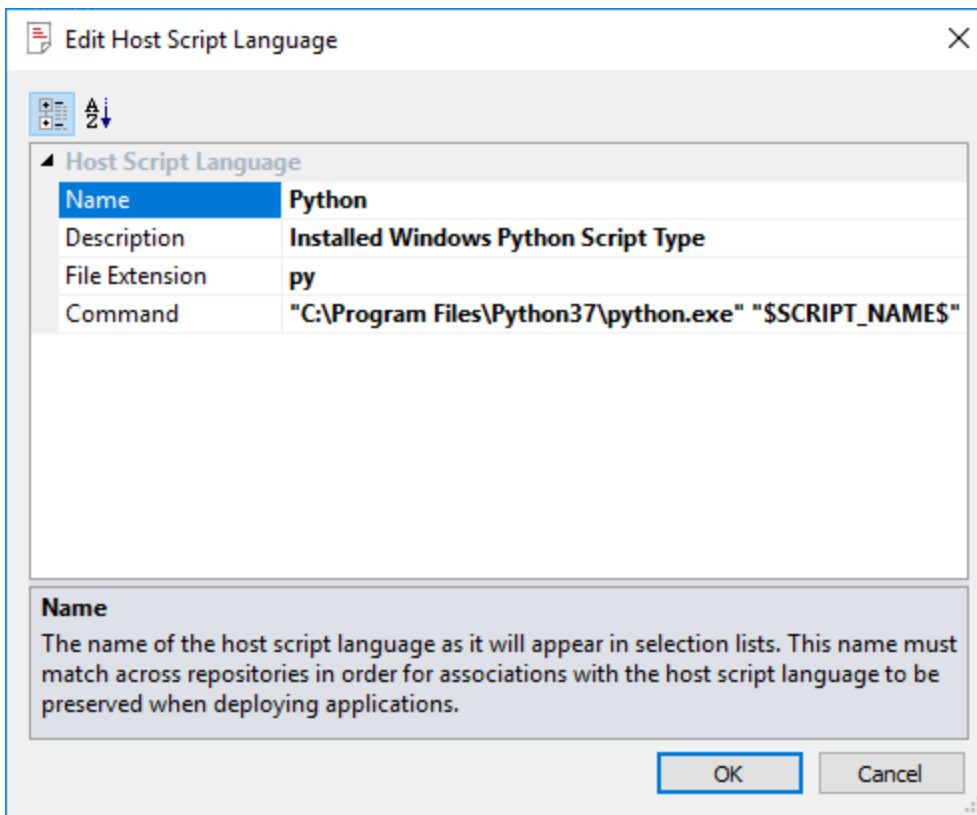 Edit Host Script Language
Host Script Language
Name Python
Description Installed Windows Python Script Type
File Extension py
Command "C:\Program Files\Python37\python.exe" "$SCRIPT_NAME$"
Name
The name of the host script language as it will appear in selection lists. This name must
match across repositories in order for associations with the host script language to be
preserved when deploying applications.
OK Cancel